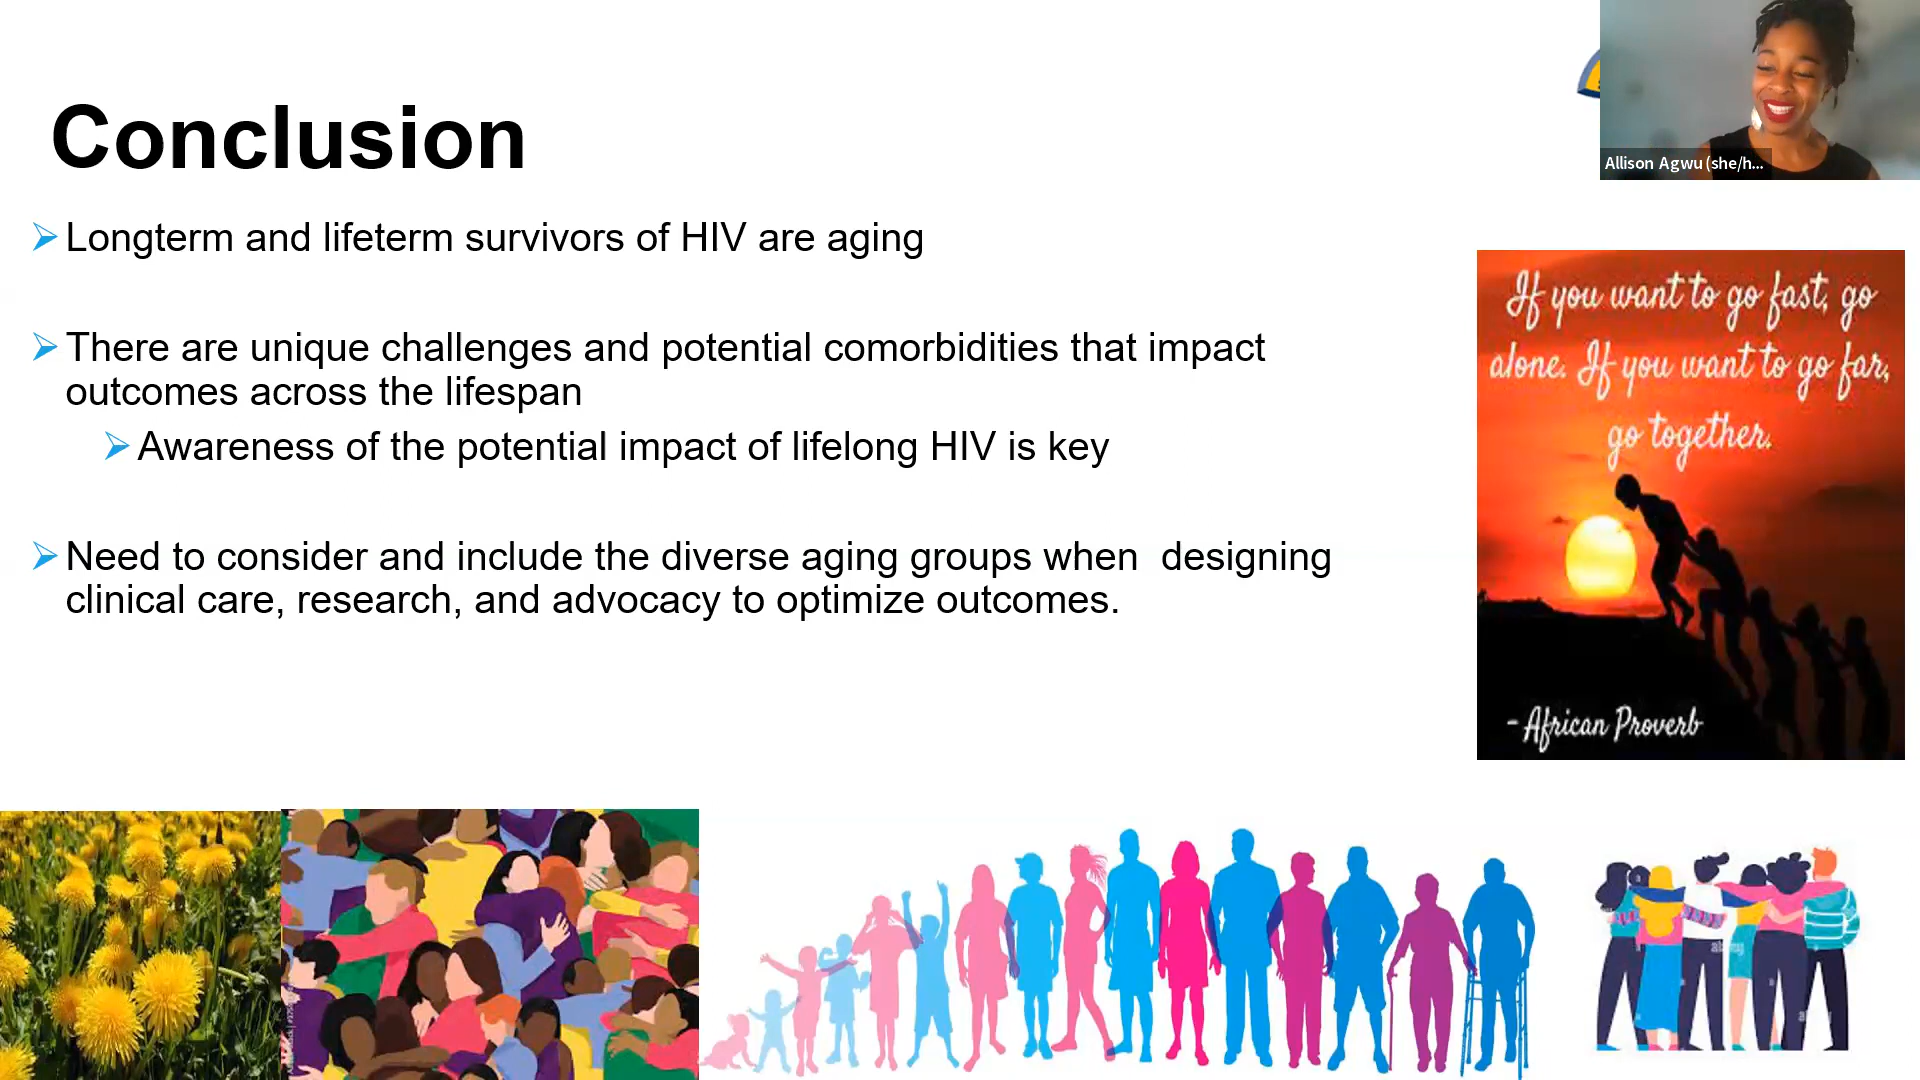 Conclusion
Allison Agwu (she/h...
Longterm and lifeterm survivors of HIV are aging
There are unique challenges and potential comorbidities that impact
outcomes across the lifespan
Awareness of the potential impact of lifelong HIV is key
Need to consider and include the diverse aging groups when  designing
clinical care, research, and advocacy to optimize outcomes.
If you want to go fast, go
alone. If you want to go far,
go together.
- African Proverb